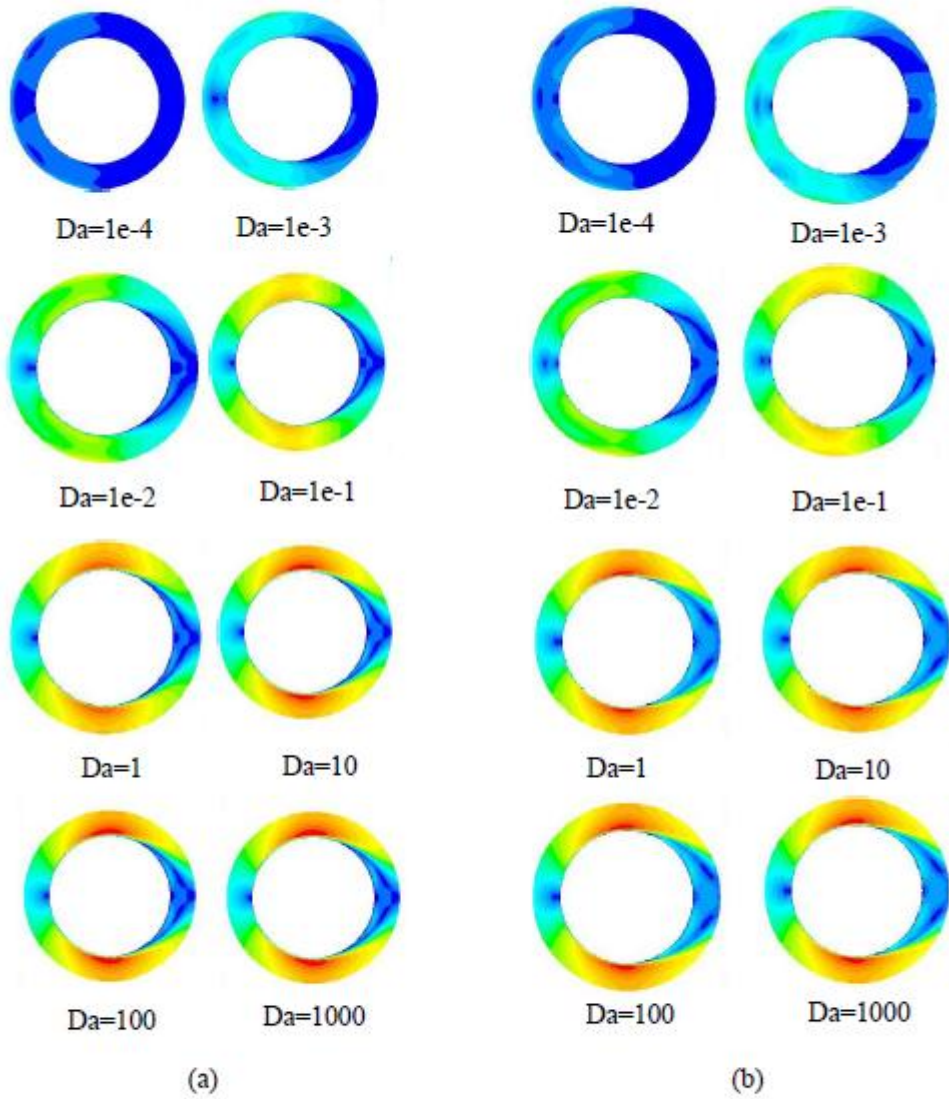 Da=1e-4 Da=1e-3 Da=1e-4 Da=1e-3
Da=1e-2 Da=1e-1 Da=1e-2 Da=1e-1
Da=1 Da=10 Da=1 Da=10
Da=100 Da=1000 Da=100 Da=1000
(a) (b)